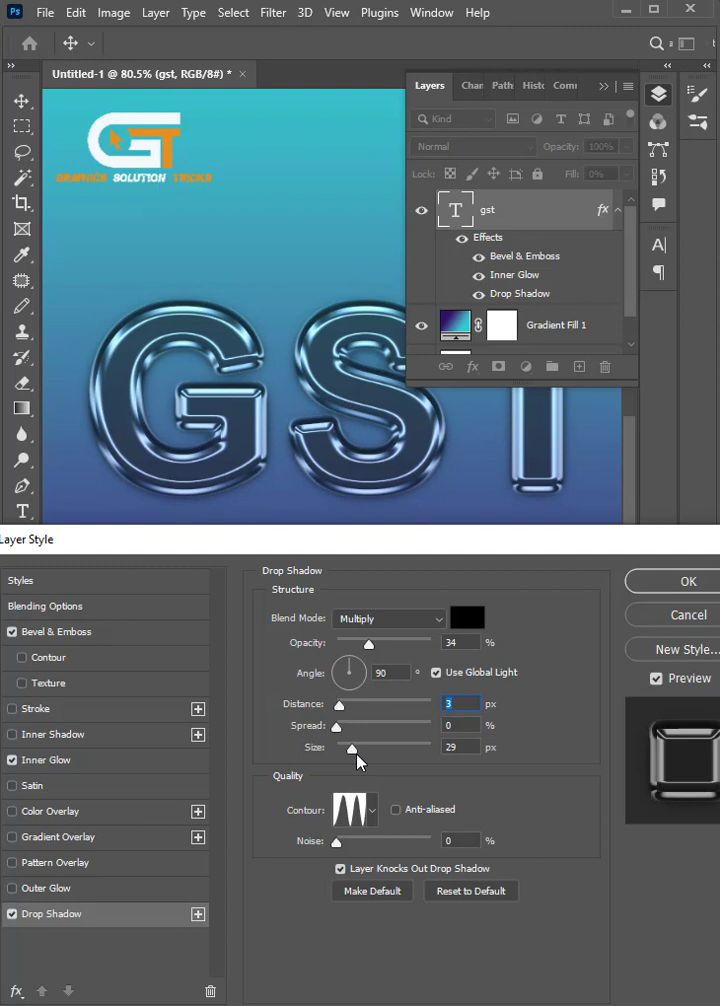 Ps File Edit Image Layer Type Select Filter 3D View Plugins Window Help
Untitled-1 @ 80.5% (gst, RGB/8#) * ×
GT
GRAPHICS SOLUTION TRICKS
GST
Layers Chan Path Histo Comm
Kind
Normal Opacity: 100%
Lock: Fill: 0%
T gst fx
Effects
Bevel & Emboss
Inner Glow
Drop Shadow
Gradient Fill 1
fx
Layer Style
Styles
Blending Options
Bevel & Emboss
Contour
Texture
Stroke
Inner Shadow
Inner Glow
Satin
Color Overlay
Gradient Overlay
Pattern Overlay
Outer Glow
Drop Shadow
fx
Drop Shadow
Structure
Blend Mode: Multiply
Opacity: 34 %
Angle: 90 ° Use Global Light
Distance: 3 px
Spread: 0 %
Size: 29 px
Quality
Contour: Anti-aliased
Noise: 0 %
Layer Knocks Out Drop Shadow
Make Default Reset to Default
OK
Cancel
New Style...
Preview